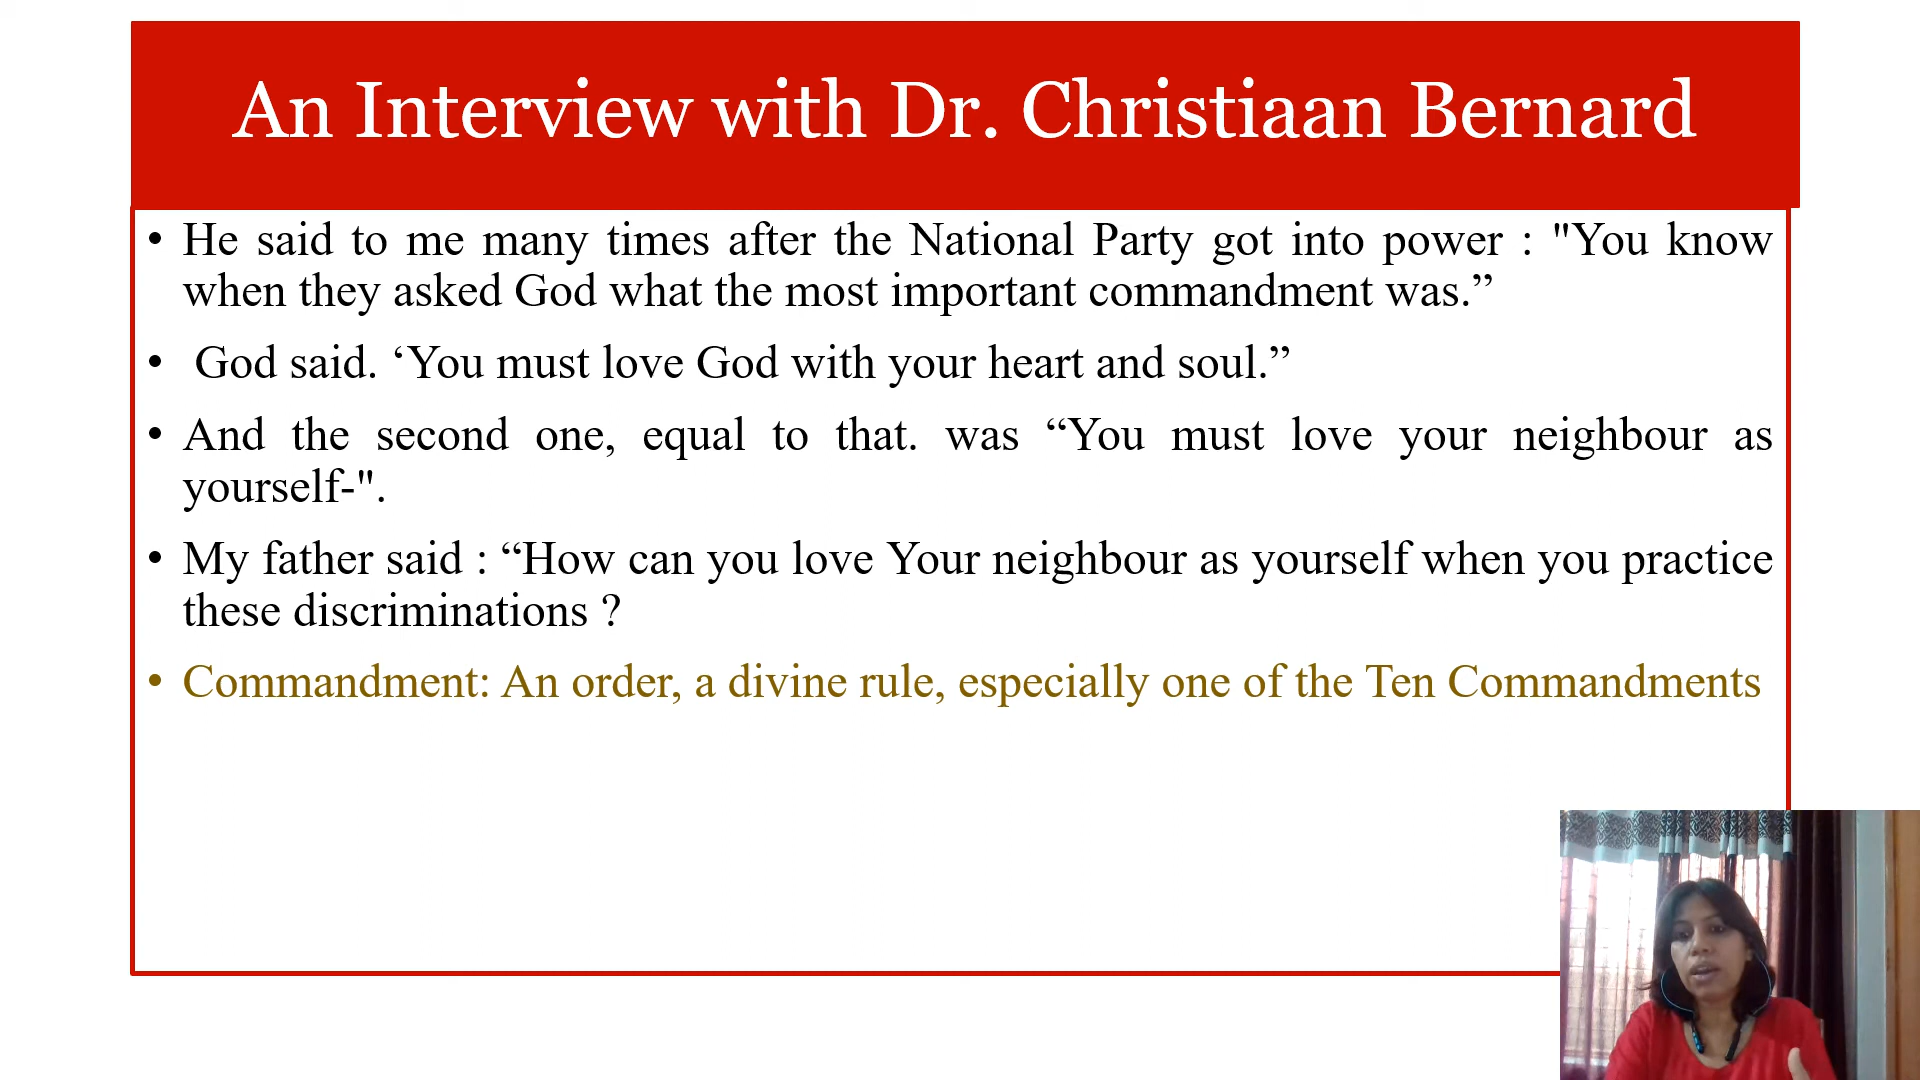 An Interview with Dr. Christiaan Bernard
• He said to me many times after the National Party got into power : "You know
when they asked God what the most important commandment was.”
• God said. ‘You must love God with your heart and soul.”
• And the second one, equal to that. was “You must love your neighbour as
yourself-".
• My father said : “How can you love Your neighbour as yourself when you practice
these discriminations ?
• Commandment: An order, a divine rule, especially one of the Ten Commandments